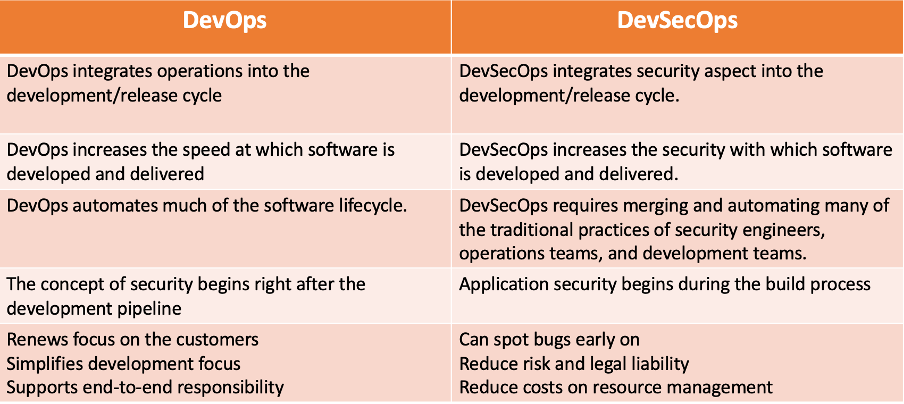 DevOps
DevSecOps
DevOps integrates operations into the
development/release cycle
DevSecOps integrates security aspect into the
development/release cycle.
DevOps increases the speed at which software is
developed and delivered
DevSecOps increases the security with which software
is developed and delivered.
DevOps automates much of the software lifecycle.
DevSecOps requires merging and automating many of
the traditional practices of security engineers,
operations teams, and development teams.
The concept of security begins right after the
development pipeline
Application security begins during the build process
Renews focus on the customers
Simplifies development focus
Supports end-to-end responsibility
Can spot bugs early on
Reduce risk and legal liability
Reduce costs on resource management